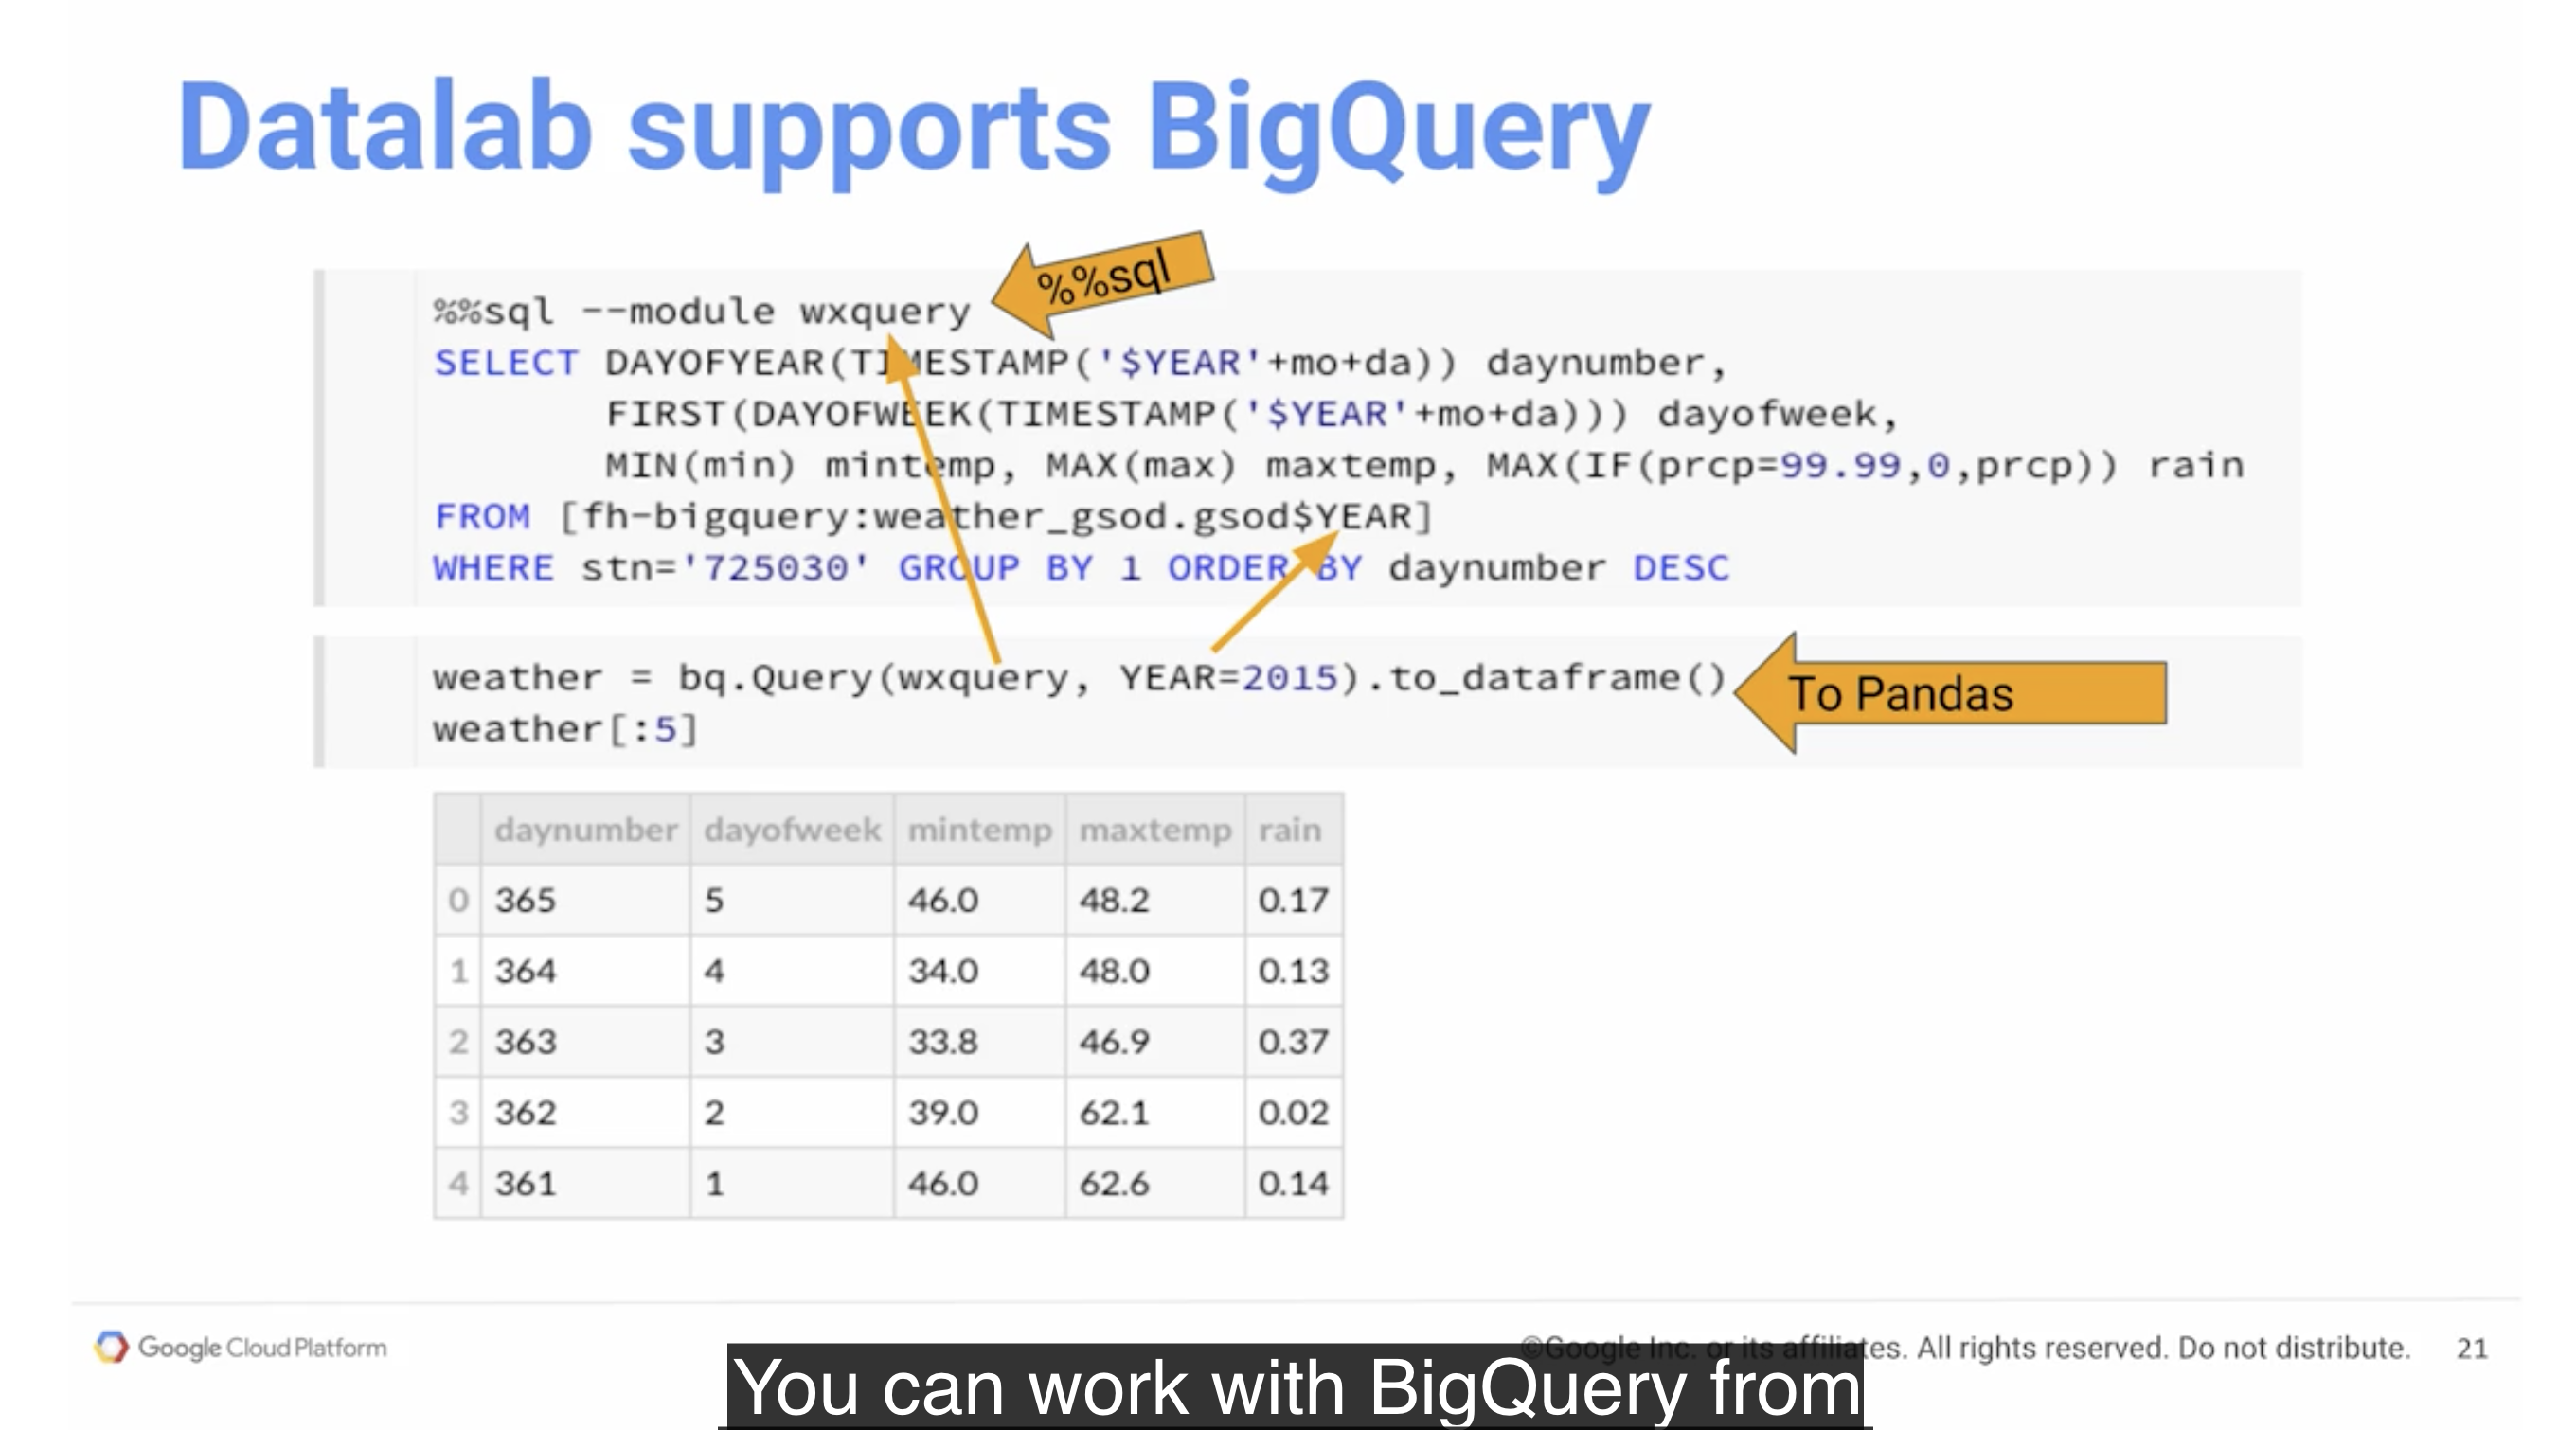 Datalab supports BigQuery
%%sql
%%sql --module wxquery
SELECT DAYOFYEAR(TIMESTAMP('$YEAR'+mo+da)) daynumber,
FIRST(DAYOFWEEK(TIMESTAMP('$YEAR'+mo+da))) dayofweek,
MIN(min) mintemp, MAX(max) maxtemp, MAX(IF(prcp=99.99,0,prcp)) rain
FROM [fh-bigquery:weather_gsod.gsod$YEAR]
WHERE stn='725030' GROUP BY 1 ORDER BY daynumber DESC
weather = bq.Query(wxquery, YEAR=2015).to_dataframe()
To Pandas
weather[:5]
daynumber dayofweek mintemp maxtemp rain
0 365 5 46.0 48.2 0.17
1 364 4 34.0 48.0 0.13
2 363 3 33.8 46.9 0.37
3 362 2 39.0 62.1 0.02
4 361 1 46.0 62.6 0.14
Google Cloud Platform
©Google Inc. or its affiliates. All rights reserved. Do not distribute. 21
You can work with BigQuery from